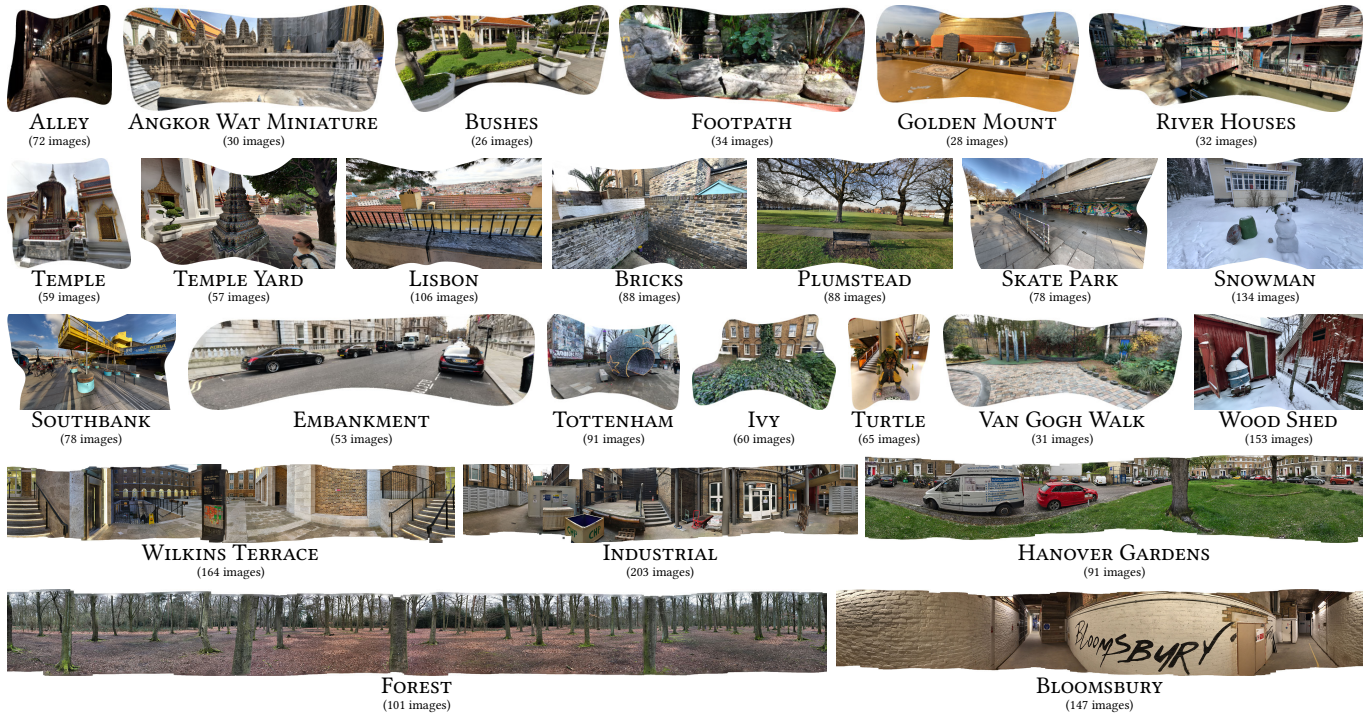 Alley
(72 images)
Angkor Wat Miniature
(30 images)
Bushes
(26 images)
Footpath
(34 images)
Golden Mount
(28 images)
River Houses
(32 images)
Temple
(59 images)
Temple Yard
(57 images)
Lisbon
(106 images)
Bricks
(88 images)
Plumstead
(88 images)
Skate Park
(78 images)
Snowman
(134 images)
Southbank
(78 images)
Embankment
(53 images)
Tottenham
(91 images)
Ivy
(60 images)
Turtle
(65 images)
Van Gogh Walk
(31 images)
Wood Shed
(153 images)
Wilkins Terrace
(164 images)
Industrial
(203 images)
Hanover Gardens
(91 images)
BLOOMSBURY
Forest
(101 images)
Bloomsbury
(147 images)